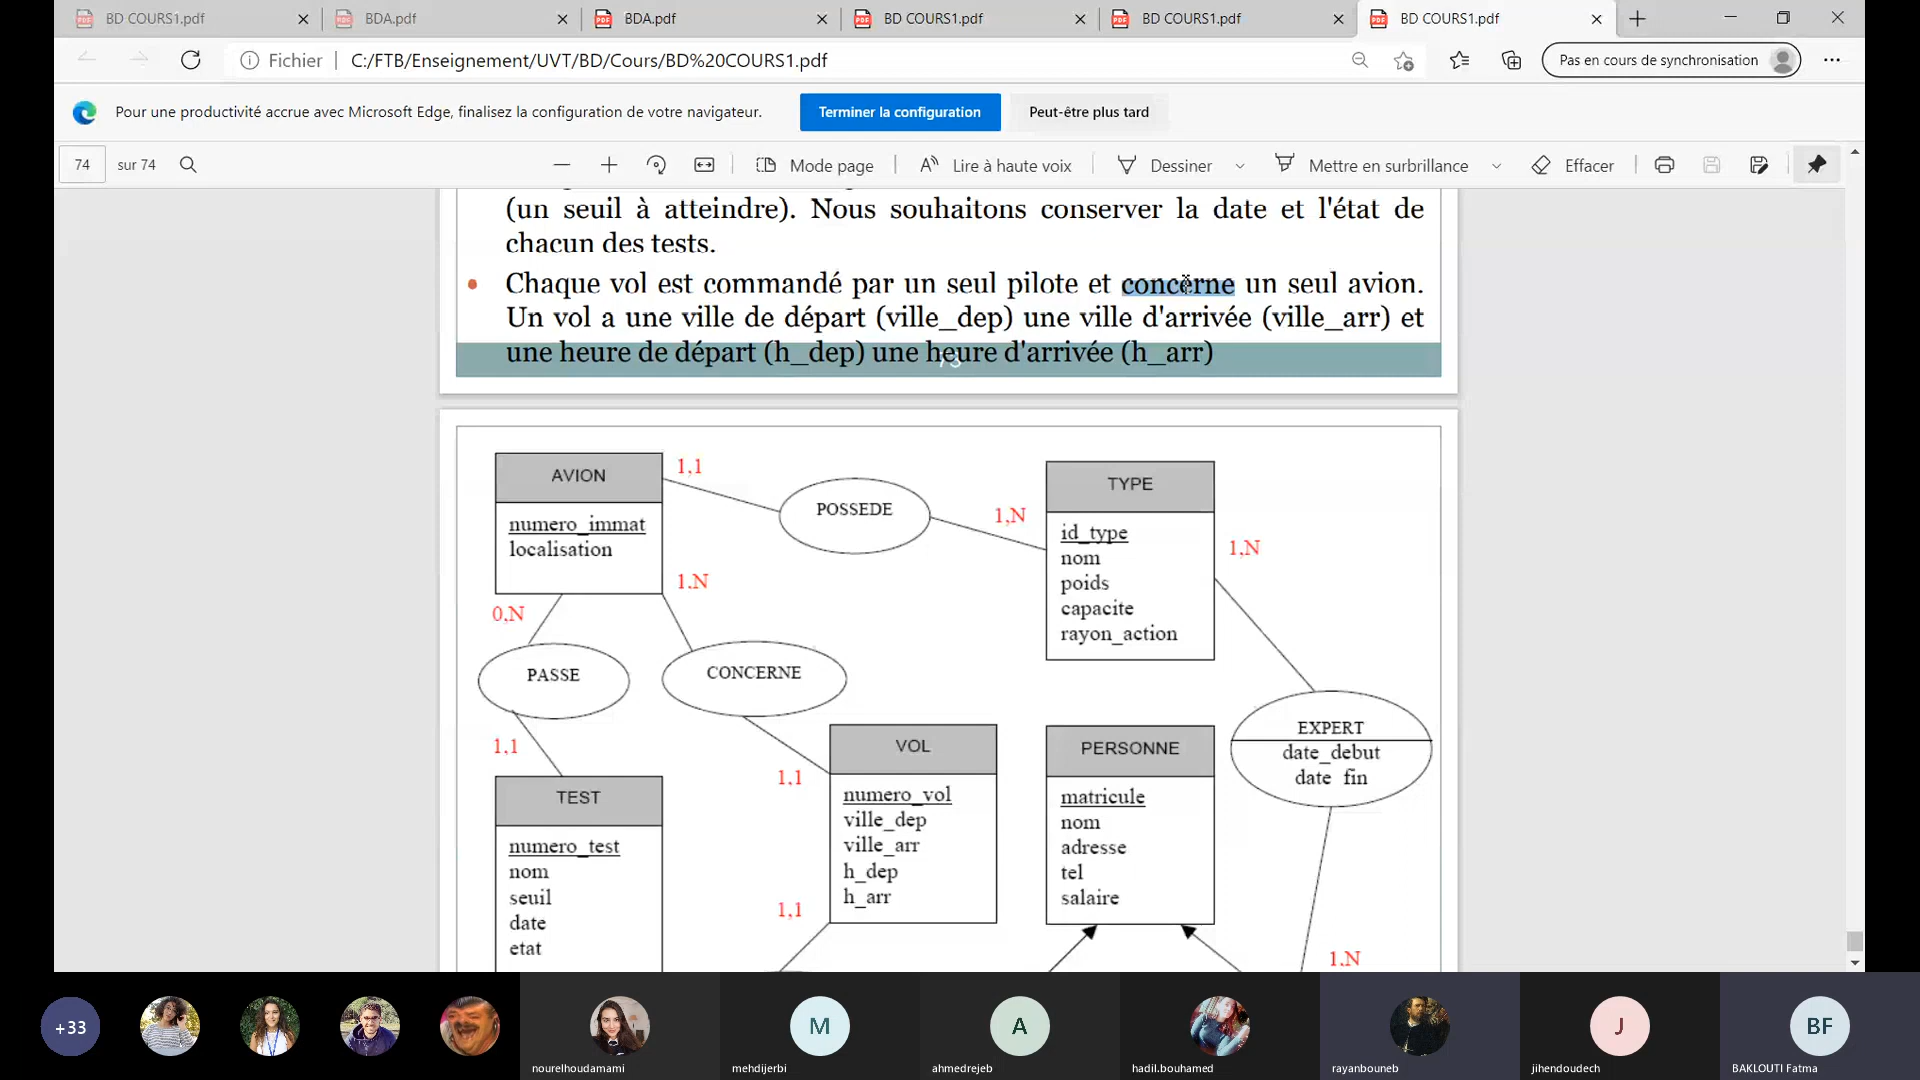 BD COURS1.pdf
BDA.pdf
BDA.pdf
BD COURS1.pdf
BD COURS1.pdf
BD COURS1.pdf
Fichier
C:/FTB/Enseignement/UVT/BD/Cours/BD%20COURS1.pdf
Pas en cours de synchronisation
Pour une productivité accrue avec Microsoft Edge, finalisez la configuration de votre navigateur.
Terminer la configuration
Peut-être plus tard
74 sur 74
Mode page
Lire à haute voix
Dessiner
Mettre en surbrillance
Effacer
(un seuil à atteindre). Nous souhaitons conserver la date et l'état de
chacun des tests.
• Chaque vol est commandé par un seul pilote et concerne un seul avion.
Un vol a une ville de départ (ville_dep) une ville d'arrivée (ville_arr) et
une heure de départ (h_dep) une heure d'arrivée (h_arr)
73
AVION
numero_immat
localisation
1,1
POSSEDE
1,N
TYPE
id_type
nom
poids
capacite
rayon_action
1,N
0,N
1.N
PASSE
CONCERNE
1,1
1,1
EXPERT
date_debut
date fin
TEST
numero_test
nom
seuil
date
etat
VOL
numero_vol
ville_dep
ville_arr
h_dep
h_arr
1,1
PERSONNE
matricule
nom
adresse
tel
salaire
1.N
+33
nourelhoudamami
M
mehdijerbi
A
ahmedrejeb
hadil.bouhamed
rayanbouneb
J
jihendoudech
BF
BAKLOUTI Fatma